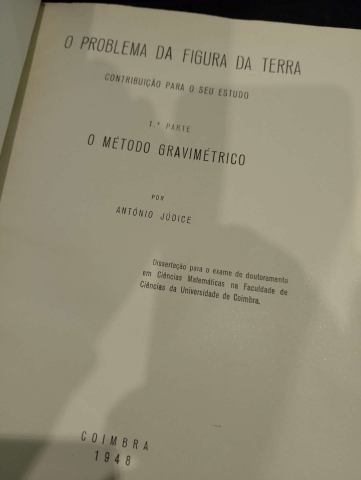 O PROBLEMA DA FIGURA DA TERRA
CONTRIBUIÇÃO PARA O SEU ESTUDO
1.ª PARTE
O MÉTODO GRAVIMÉTRICO
POR
ANTÓNIO JÚDICE
Dissertação para o exame de doutoramento
em Ciências Matemáticas na Faculdade de
Ciências da Universidade de Coimbra.
COIMBRA
1948